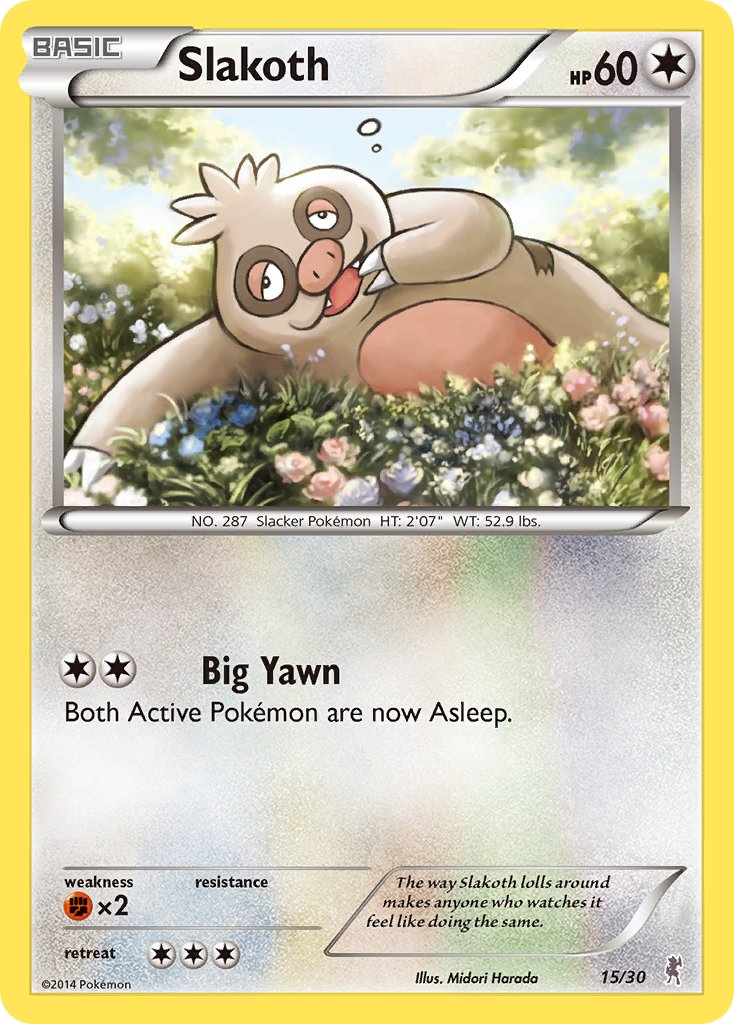 BASIC
Slakoth
HP60
NO. 287 Slacker Pokémon HT: 2'07" WT: 52.9 lbs.
Big Yawn
Both Active Pokémon are now Asleep.
weakness
resistance
×2
The way Slakoth lolls around
makes anyone who watches it
feel like doing the same.
retreat
©2014 Pokémon
Illus. Midori Harada
15/30